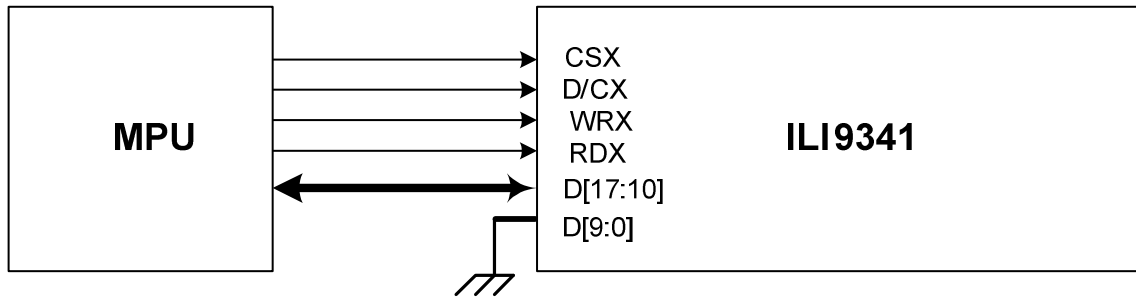 MPU
CSX
D/CX
WRX
RDX
D[17:10]
D[9:0]
ILI9341